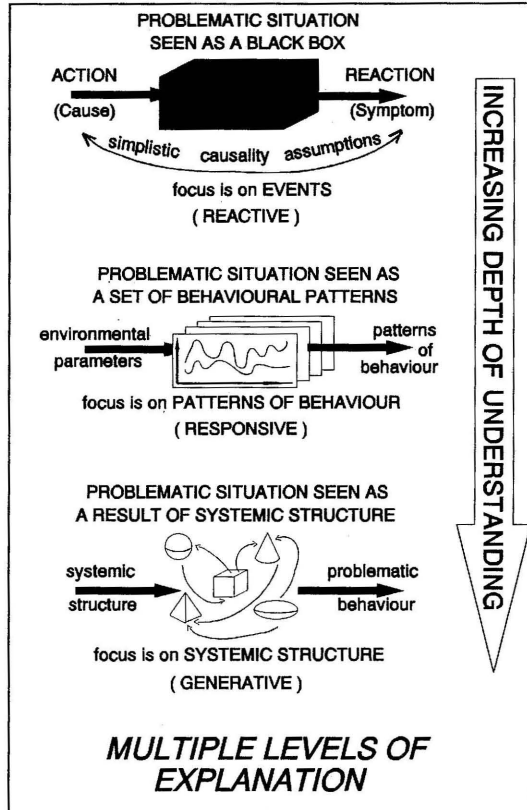 PROBLEMATIC SITUATION
SEEN AS A BLACK BOX
ACTION
(Cause)
REACTION
(Symptom)
simplistic causality assumptions
focus is on EVENTS
( REACTIVE )
PROBLEMATIC SITUATION SEEN AS
A SET OF BEHAVIOURAL PATTERNS
environmental
parameters
patterns
of
behaviour
focus is on PATTERNS OF BEHAVIOUR
( RESPONSIVE )
PROBLEMATIC SITUATION SEEN AS
A RESULT OF SYSTEMIC STRUCTURE
systemic
structure
problematic
behaviour
focus is on SYSTEMIC STRUCTURE
( GENERATIVE )
MULTIPLE LEVELS OF
EXPLANATION
INCREASING DEPTH OF UNDERSTANDING